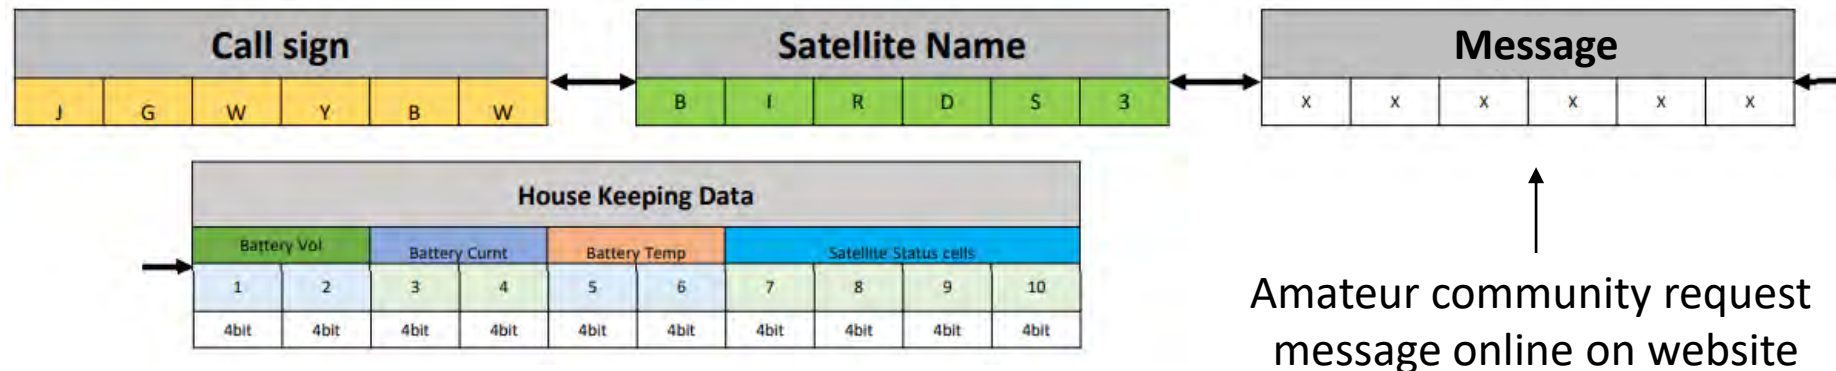 Call sign
J G W Y B W
Satellite Name
B I R D S 3
Message
x x x x x x
House Keeping Data
Battery Vol Battery Curnt Battery Temp Satellite Status cells
1 2 3 4 5 6 7 8 9 10
4bit 4bit 4bit 4bit 4bit 4bit 4bit 4bit 4bit 4bit
Amateur community request
message online on website